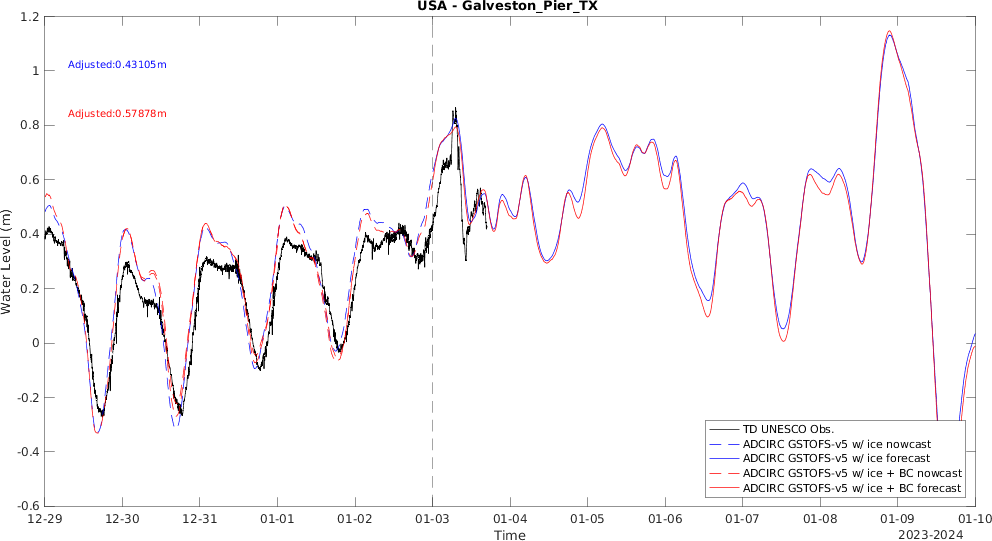 USA - Galveston_Pier_TX
Adjusted:0.43105m
Adjusted:0.57878m
Water Level (m)
1.2
1
0.8
0.6
0.4
0.2
0
-0.2
-0.4
-0.6
TD UNESCO Obs.
ADCIRC GSTOFS-v5 w/ ice nowcast
ADCIRC GSTOFS-v5 w/ ice forecast
ADCIRC GSTOFS-v5 w/ ice + BC nowcast
ADCIRC GSTOFS-v5 w/ ice + BC forecast
12-29 12-30 12-31 01-01 01-02 01-03 01-04 01-05 01-06 01-07 01-08 01-09 01-10
Time
2023-2024